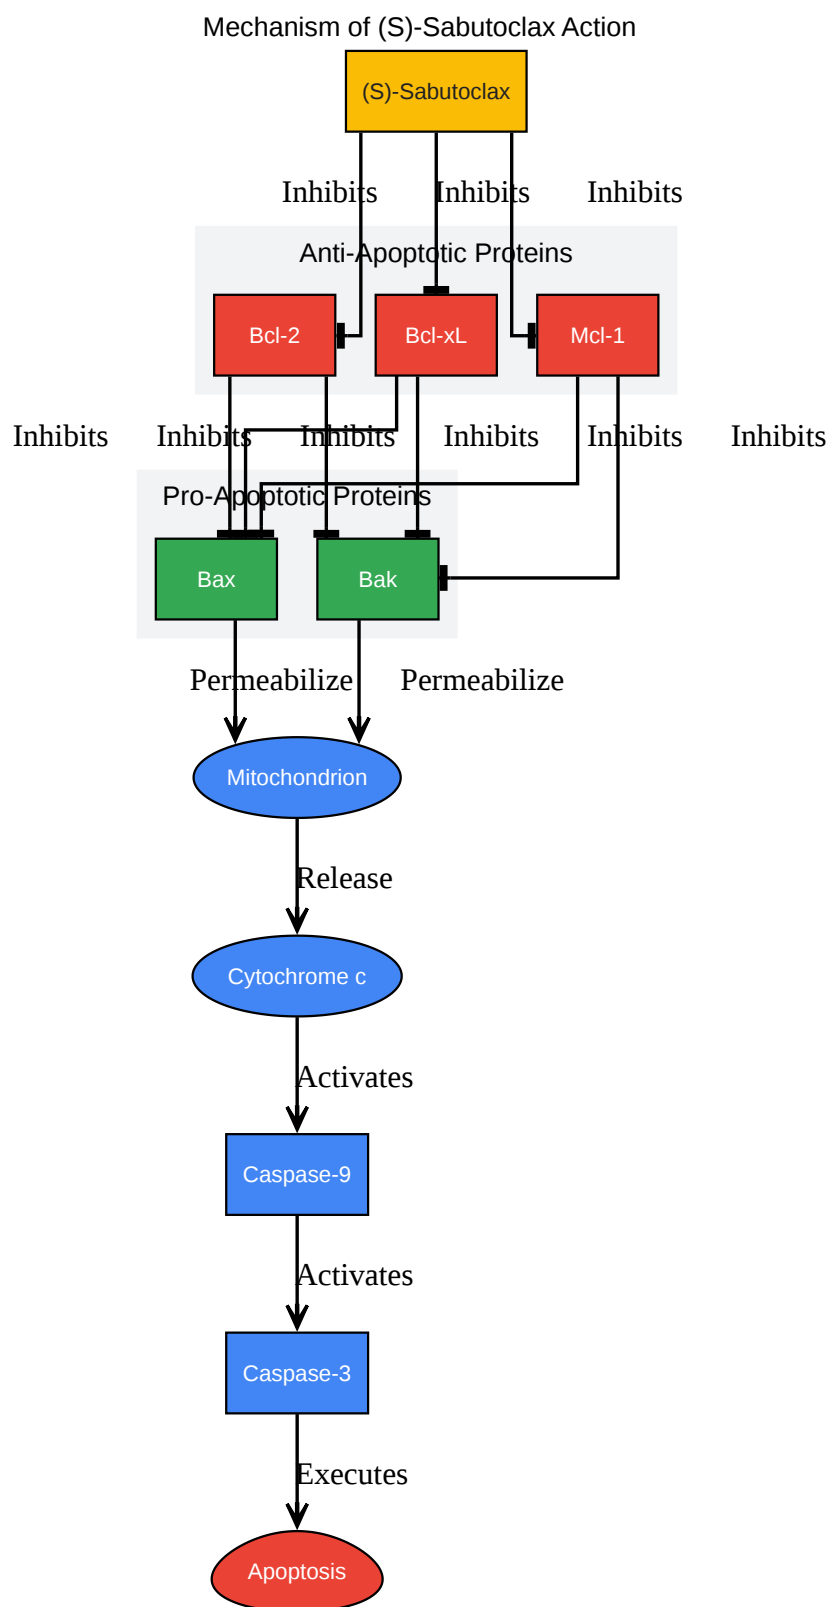 Mechanism of (S)-Sabutoclax Action
(S)-Sabutoclax
Inhibits Inhibits Inhibits
Anti-Apoptotic Proteins
Bcl-2 Bcl-xL Mcl-1
Inhibits Inhibits Inhibits Inhibits Inhibits Inhibits
Pro-Apoptotic Proteins
Bax Bak
Permeabilize Permeabilize
Mitochondrion
Release
Cytochrome c
Activates
Caspase-9
Activates
Caspase-3
Executes
Apoptosis